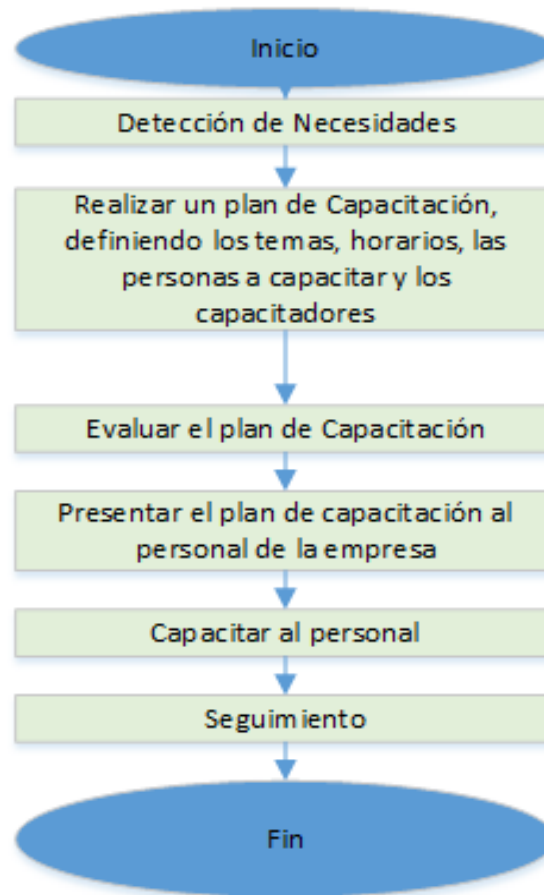 Inicio
Detección de Necesidades
Realizar un plan de Capacitación,
definiendo los temas, horarios, las
personas a capacitar y los
capacitadores
Evaluar el plan de Capacitación
Presentar el plan de capacitación al
personal de la empresa
Capacitar al personal
Seguimiento
Fin